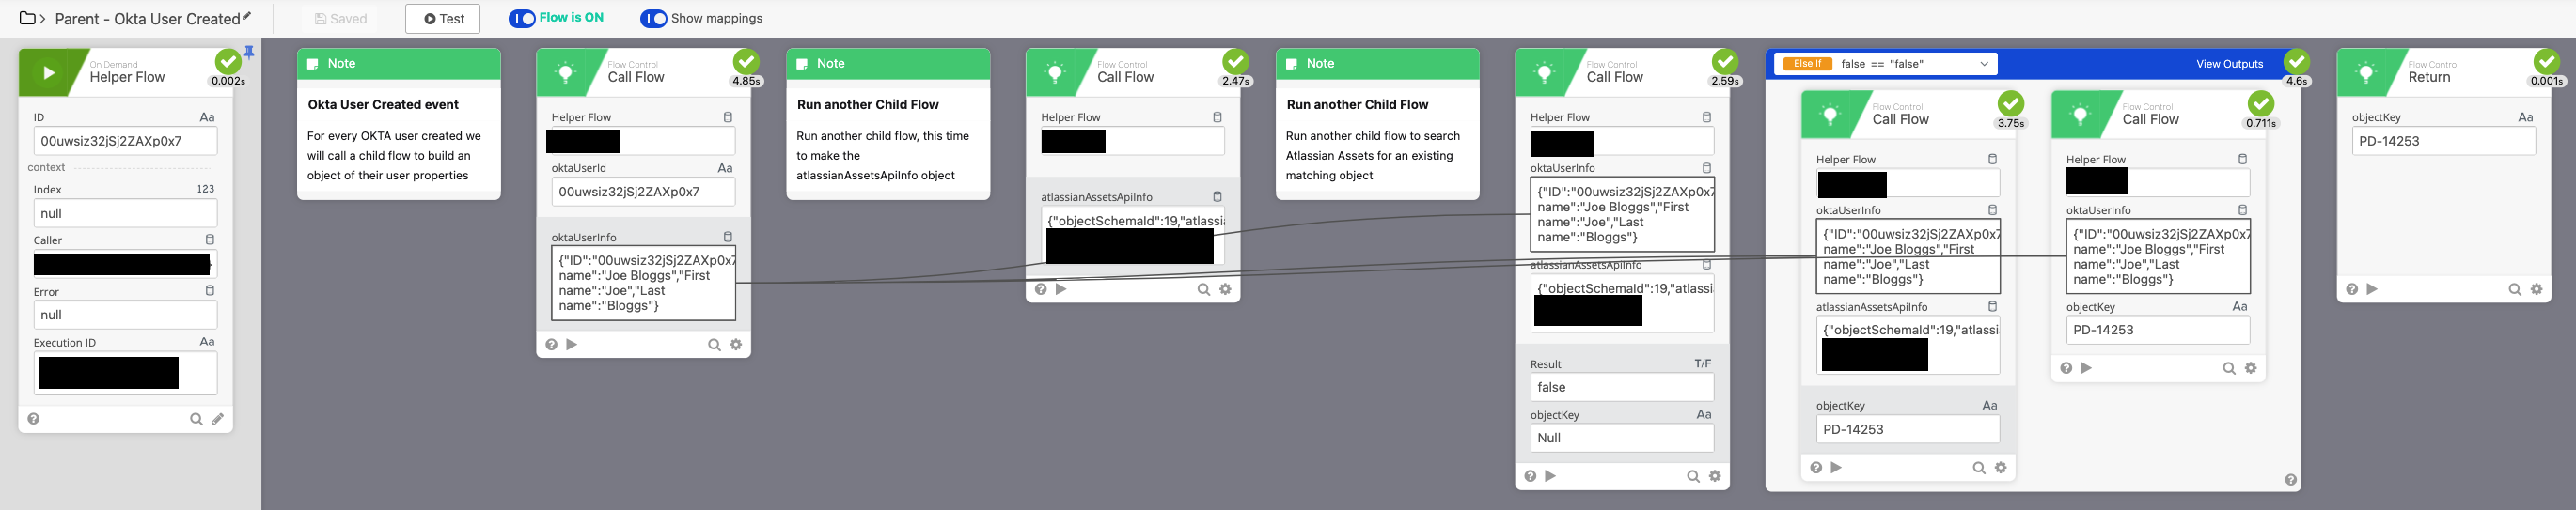 Parent - Okta User Created
Saved
Test
Flow is ON
Show mappings
On Demand
Helper Flow
0.002s
ID
Aa
00uwsiz32jSj2ZAXp0x7
context
Index
123
null
Caller
Error
null
Execution ID
Aa
Note
Okta User Created event
For every OKTA user created we
will call a child flow to build an
object of their user properties
Flow Control
Call Flow
4.85s
Helper Flow
oktaUserId
Aa
00uwsiz32jSj2ZAXp0x7
oktaUserInfo
{"ID":"00uwsiz32jSj2ZAXp0x7
name":"Joe Bloggs","First
name":"Joe","Last
name":"Bloggs"}
Note
Run another Child Flow
Run another child flow, this time
to make the
atlassianAssetsApiInfo object
Flow Control
Call Flow
2.47s
Helper Flow
atlassianAssetsApiInfo
{"objectSchemaId":19,"atlassi
Note
Run another Child Flow
Run another child flow to search
Atlassian Assets for an existing
matching object
Flow Control
Call Flow
2.59s
Helper Flow
oktaUserInfo
{"ID":"00uwsiz32jSj2ZAXp0x7
name":"Joe Bloggs","First
name":"Joe","Last
name":"Bloggs"}
atlassianAssetsApiInfo
{"objectSchemaId":19,"atlassi
Result
T/F
false
objectKey
Aa
Null
Else If
false == "false"
View Outputs
4.6s
Flow Control
Call Flow
3.75s
Helper Flow
oktaUserInfo
{"ID":"00uwsiz32jSj2ZAXp0x7
name":"Joe Bloggs","First
name":"Joe","Last
name":"Bloggs"}
atlassianAssetsApiInfo
{"objectSchemaId":19,"atlassi
objectKey
Aa
PD-14253
Flow Control
Call Flow
0.711s
Helper Flow
oktaUserInfo
{"ID":"00uwsiz32jSj2ZAXp0x7
name":"Joe Bloggs","First
name":"Joe","Last
name":"Bloggs"}
objectKey
Aa
PD-14253
Flow Control
Return
0.001s
objectKey
Aa
PD-14253